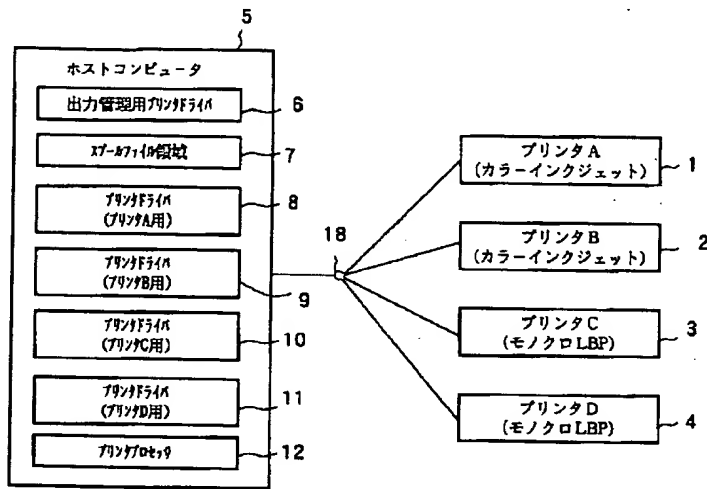 5
ホストコンピュータ
出力管理用プリンタドライバ
6
スプールファイル領域
7
プリンタドライバ
(プリンタA用)
8
プリンタドライバ
(プリンタB用)
9
プリンタドライバ
(プリンタC用)
10
プリンタドライバ
(プリンタD用)
11
プリンタプロセッサ
12
18
プリンタA
(カラーインクジェット)
1
プリンタB
(カラーインクジェット)
2
プリンタC
(モノクロLBP)
3
プリンタD
(モノクロLBP)
4